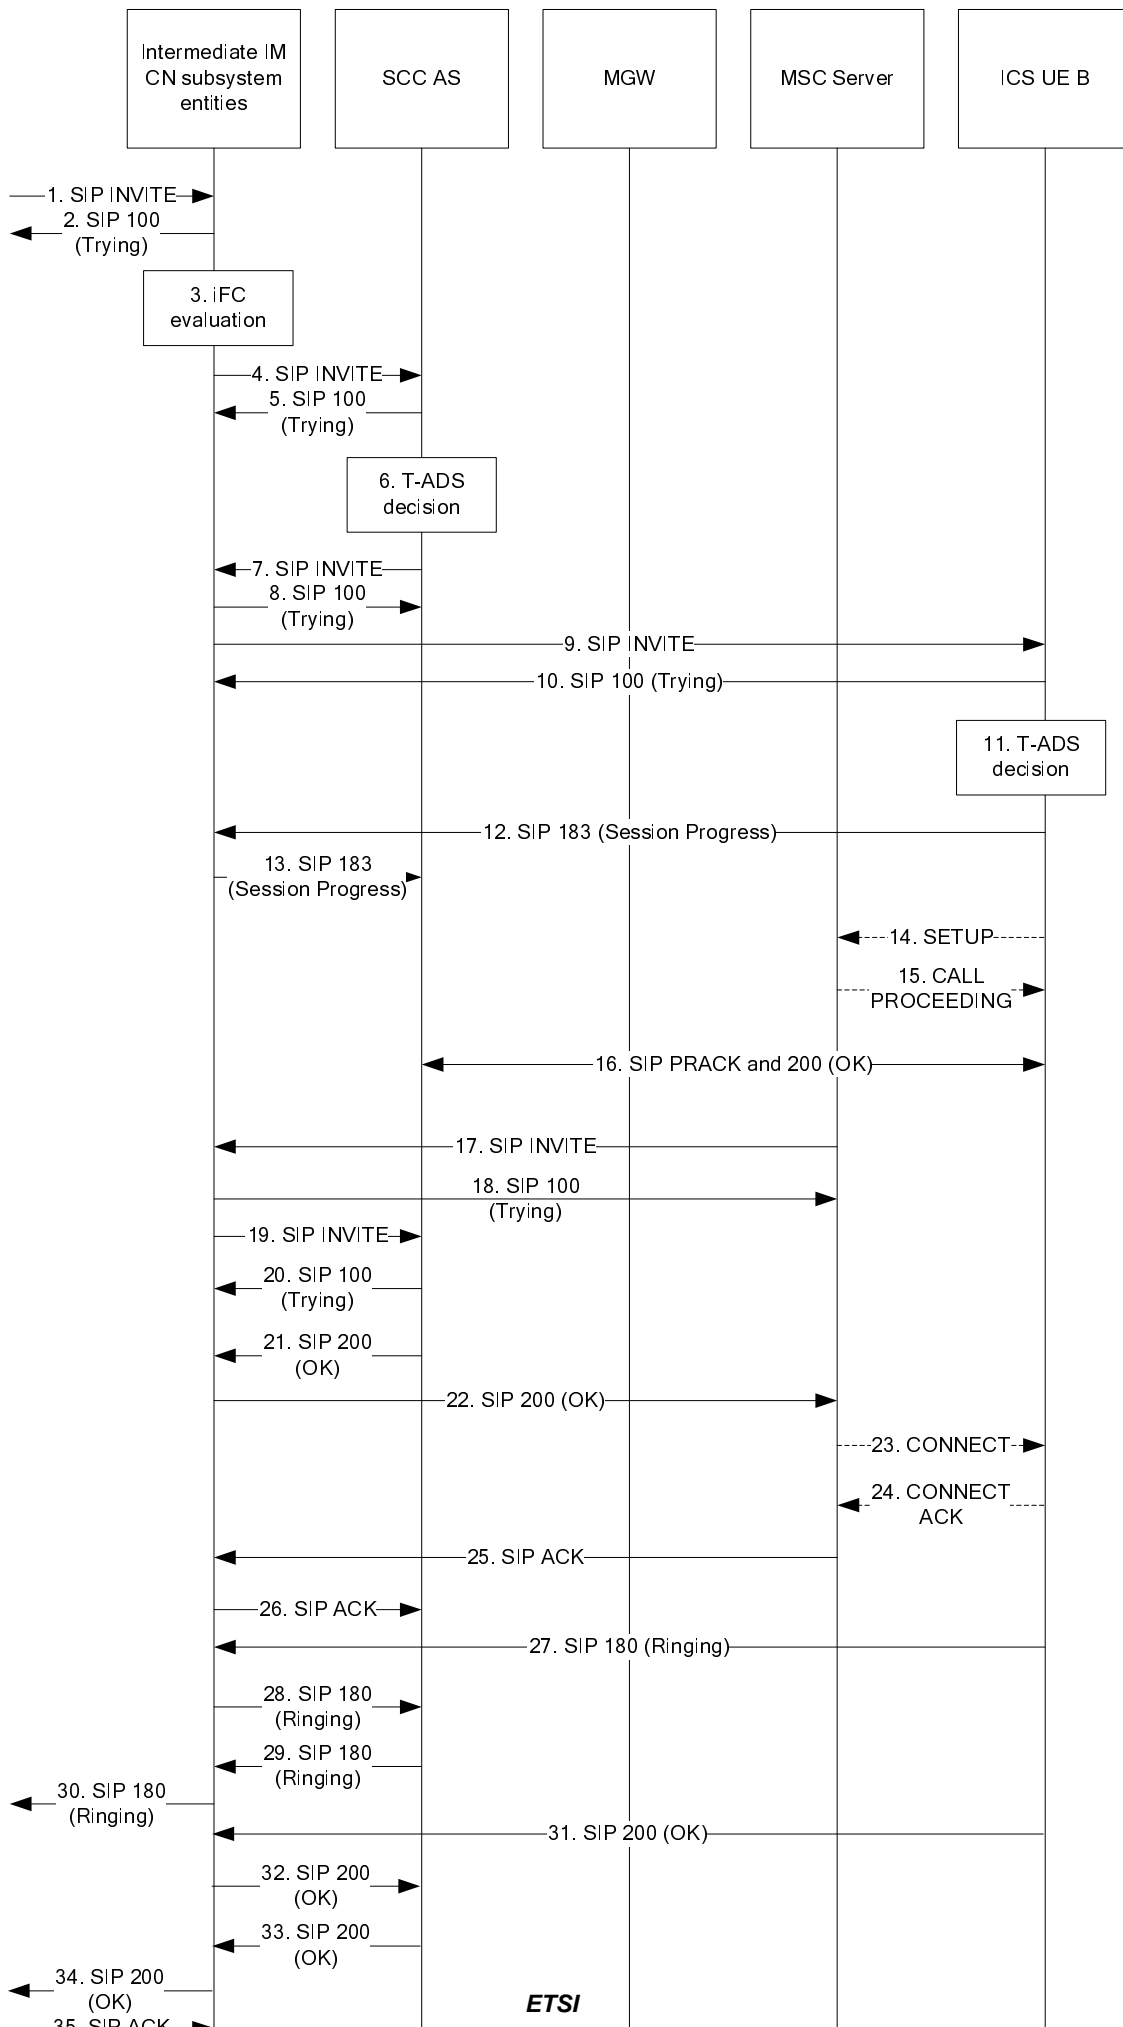 Intermediate IM
CN subsystem
entities
SCC AS
MGW
MSC Server
ICS UE B
1. SIP INVITE
2. SIP 100
(Trying)
3. iFC
evaluation
4. SIP INVITE
5. SIP 100
(Trying)
6. T-ADS
decision
7. SIP INVITE
8. SIP 100
(Trying)
9. SIP INVITE
10. SIP 100 (Trying)
11. T-ADS
decision
12. SIP 183 (Session Progress)
13. SIP 183
(Session Progress)
14. SETUP
15. CALL
PROCEEDING
16. SIP PRACK and 200 (OK)
17. SIP INVITE
18. SIP 100
(Trying)
19. SIP INVITE
20. SIP 100
(Trying)
21. SIP 200
(OK)
22. SIP 200 (OK)
23. CONNECT
24. CONNECT
ACK
25. SIP ACK
26. SIP ACK
27. SIP 180 (Ringing)
28. SIP 180
(Ringing)
29. SIP 180
(Ringing)
30. SIP 180
(Ringing)
31. SIP 200 (OK)
32. SIP 200
(OK)
33. SIP 200
(OK)
34. SIP 200
(OK)
35. SIP ACK
ETSI